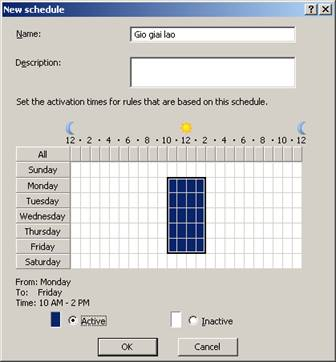 New schedule
Name:
Gio giai lao
Description:
Set the activation times for rules that are based on this schedule.
12 • 2 • 4 • 6 • 8 • 10 • 12 • 2 • 4 • 6 • 8 • 10 • 12
All
Sunday
Monday
Tuesday
Wednesday
Thursday
Friday
Saturday
From: Monday
To: Friday
Time: 10 AM - 2 PM
Active
Inactive
OK
Cancel